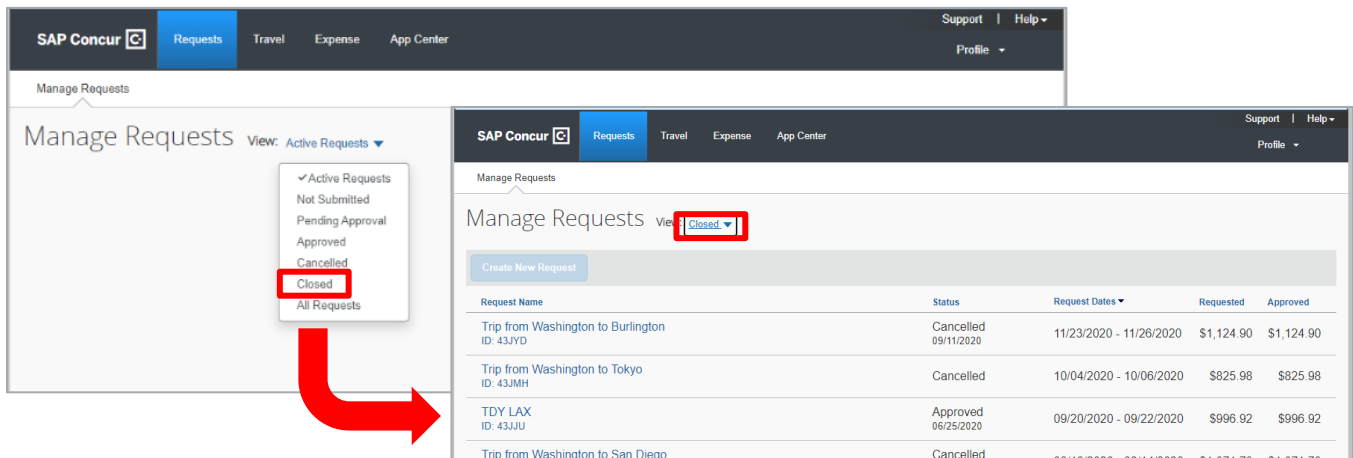 Support | Help
SAP Concur C Requests Travel Expense App Center
Profile
Manage Requests
Manage Requests View: Active Requests
✓Active Requests
Not Submitted
Pending Approval
Approved
Cancelled
Closed
All Requests
Support | Help
SAP Concur C Requests Travel Expense App Center
Profile
Manage Requests
Manage Requests View: Closed
Create New Request
Request Name Status Request Dates Requested Approved
Trip from Washington to Burlington Cancelled 11/23/2020 - 11/26/2020 $1,124.90 $1,124.90
ID: 43JYD 09/11/2020
Trip from Washington to Tokyo Cancelled 10/04/2020 - 10/06/2020 $825.98 $825.98
ID: 43JMH
TDY LAX Approved 09/20/2020 - 09/22/2020 $996.92 $996.92
ID: 43JJU 06/25/2020
Trip from Washington to San Diego Cancelled